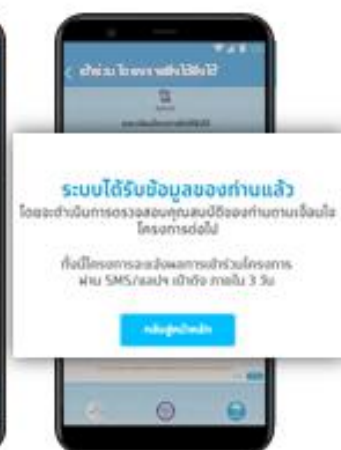 ระบบได้รับข้อมูลของท่านแล้ว
โดยจะดำเนินการตรวจสอบคุณสมบัติของท่านตามเงื่อนไข
โครงการต่อไป
ทั้งนี้โครงการจะแจ้งผลการเข้าร่วมโครงการ
ผ่าน SMS/แอปฯ เป๋าตัง ภายใน 3 วัน
กลับสู่หน้าหลัก